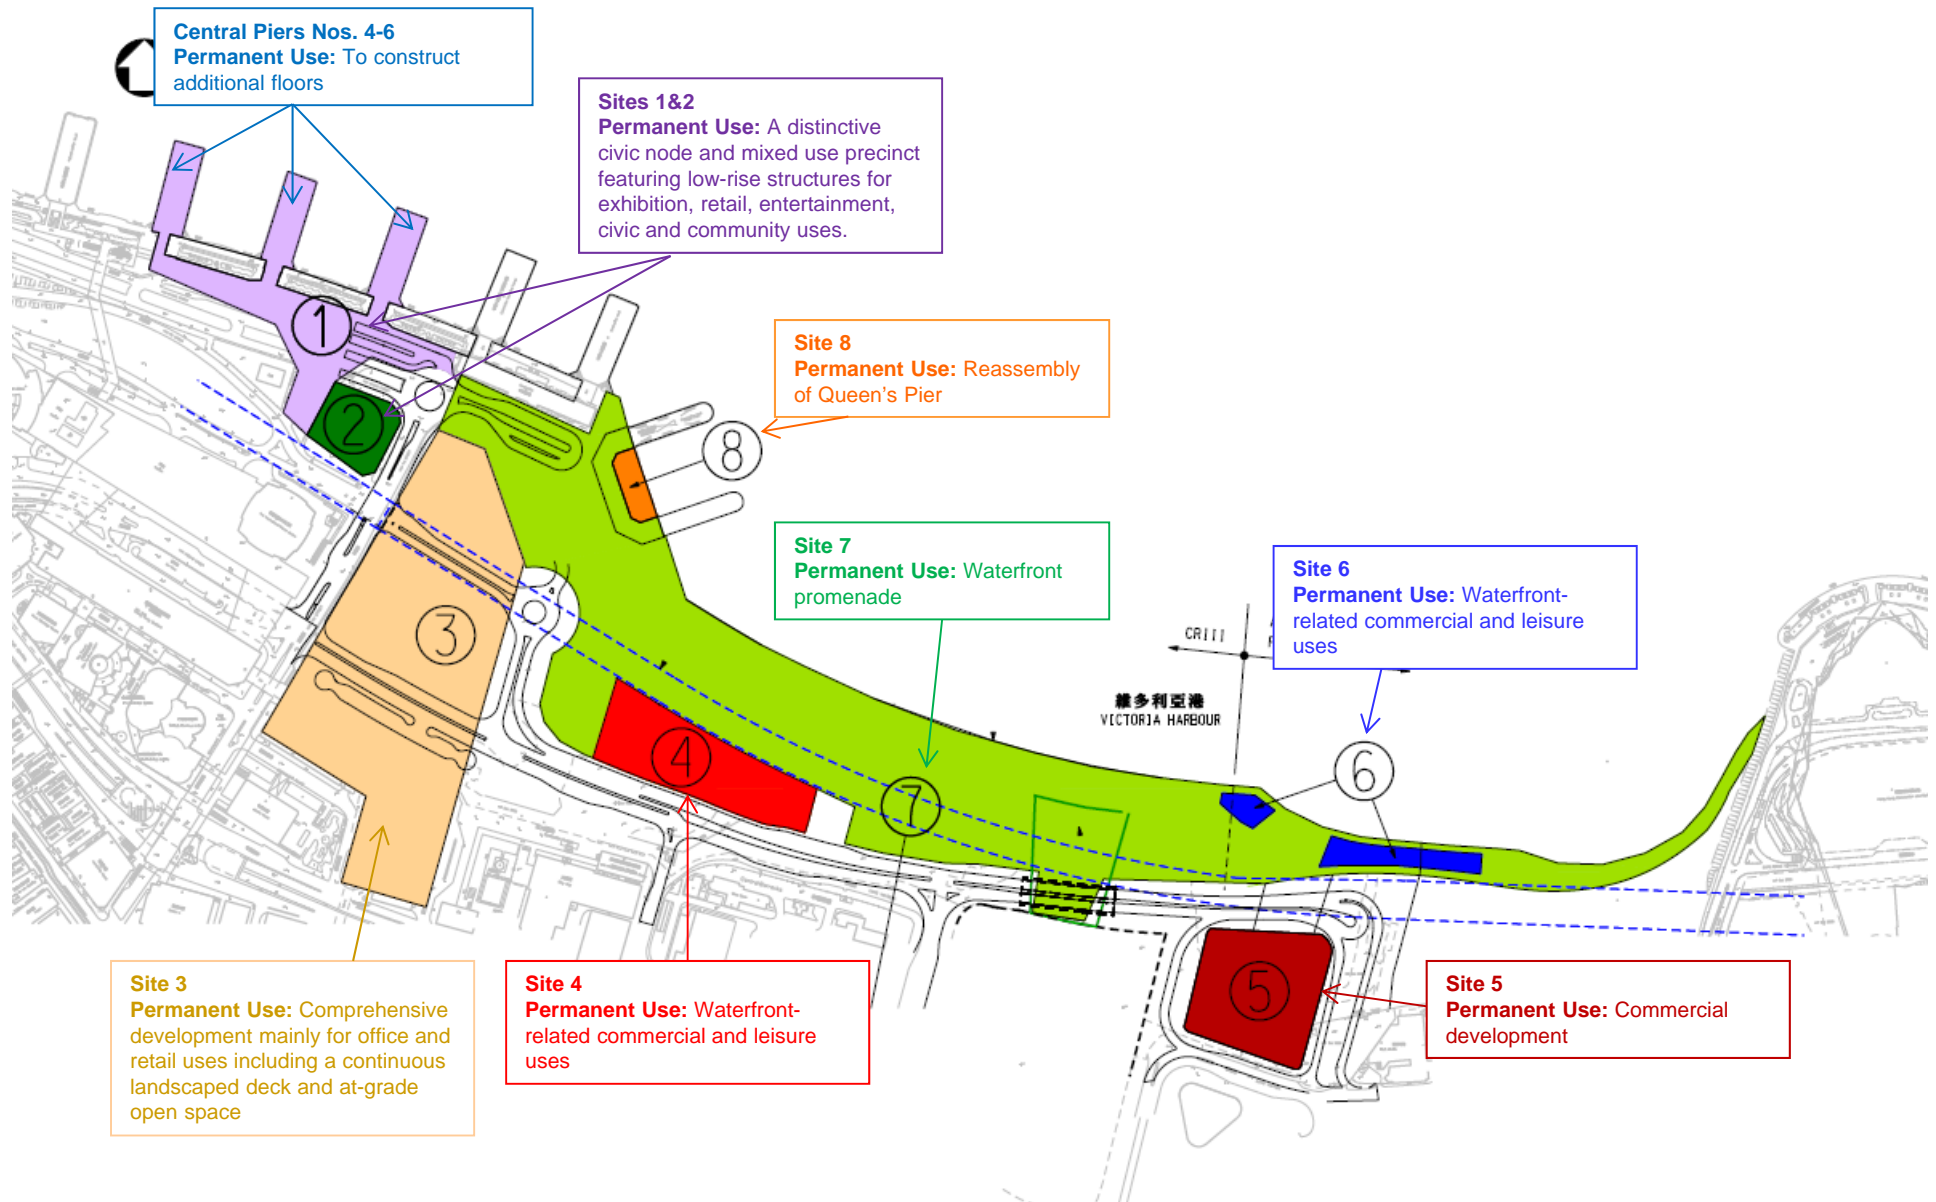 Central Piers Nos. 4-6
Permanent Use: To construct
additional floors
Sites 1&2
Permanent Use: A distinctive
civic node and mixed use precinct
featuring low-rise structures for
exhibition, retail, entertainment,
civic and community uses.
1
2
Site 8
Permanent Use: Reassembly
of Queen's Pier
8
3
Site 7
Permanent Use: Waterfront
promenade
Site 6
Permanent Use: Waterfront-
related commercial and leisure
uses
CRIII
維多利亞港
VICTORIA HARBOUR
4
7
6
5
Site 3
Permanent Use: Comprehensive
development mainly for office and
retail uses including a continuous
landscaped deck and at-grade
open space
Site 4
Permanent Use: Waterfront-
related commercial and leisure
uses
Site 5
Permanent Use: Commercial
development